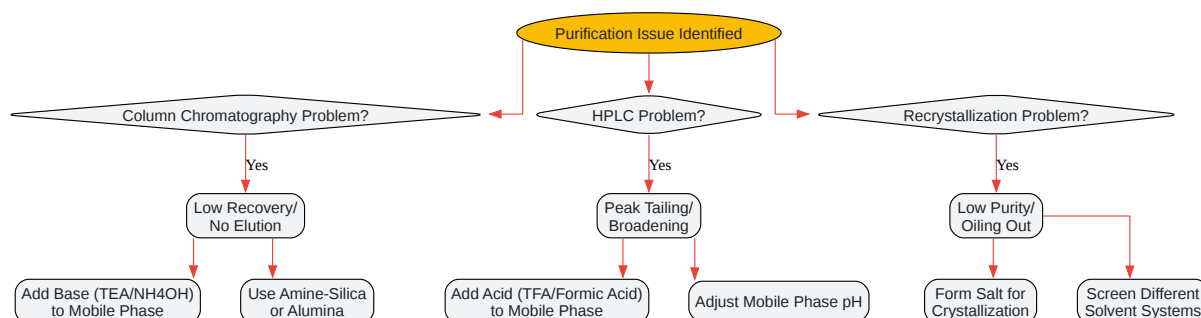 Purification Issue Identified
Column Chromatography Problem?
HPLC Problem?
Recrystallization Problem?
Yes
Yes
Yes
Low Recovery/
No Elution
Peak Tailing/
Broadening
Low Purity/
Oiling Out
Add Base (TEA/NH4OH)
to Mobile Phase
Use Amine-Silica
or Alumina
Add Acid (TFA/Formic Acid)
to Mobile Phase
Adjust Mobile Phase pH
Form Salt for
Crystallization
Screen Different
Solvent Systems